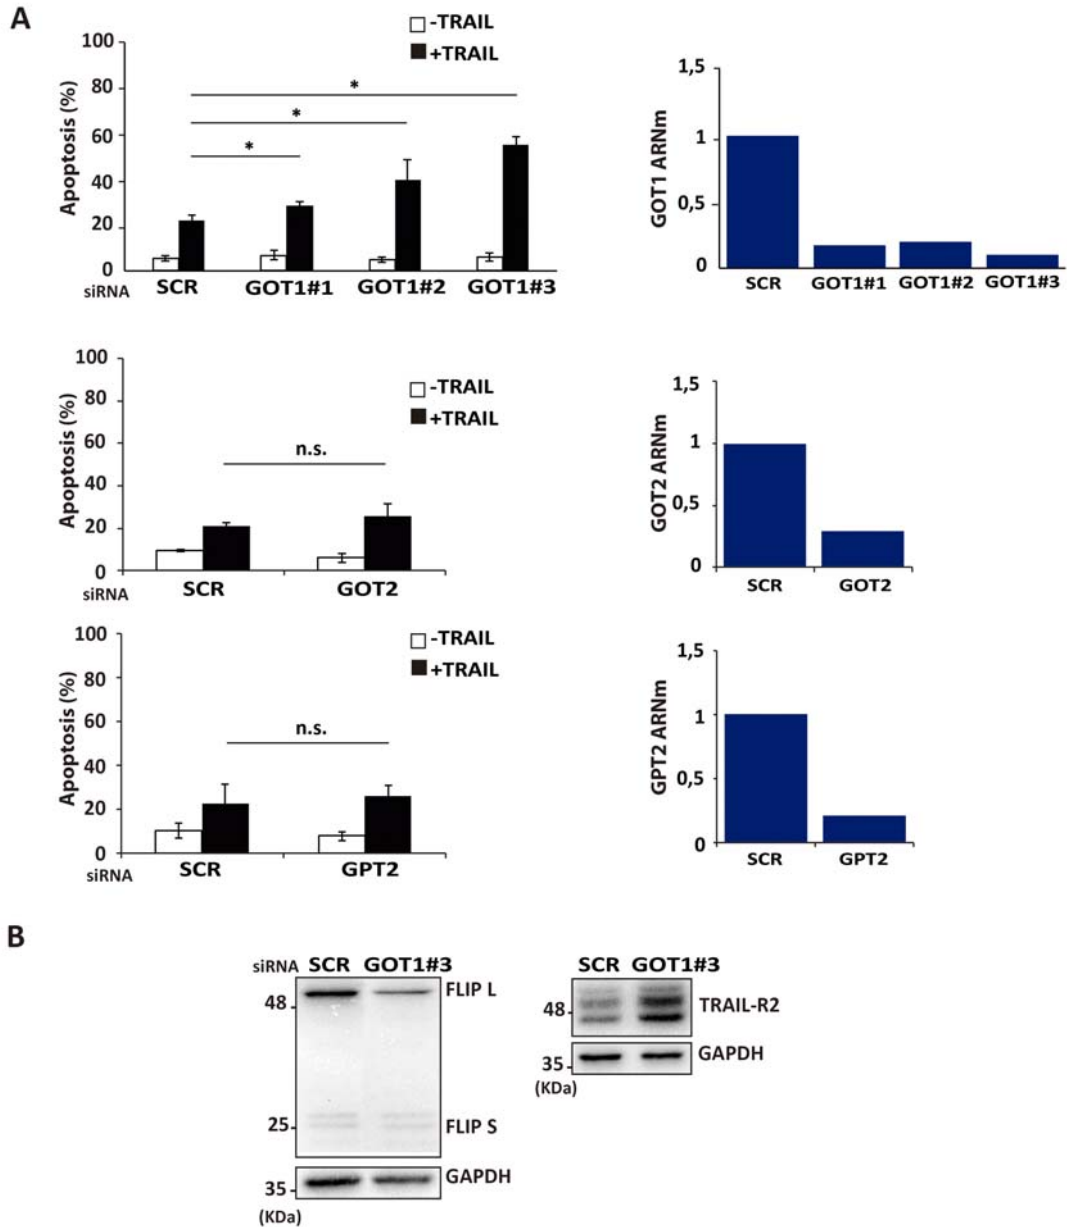 A
-TRAIL
+TRAIL
Apoptosis (%)
100
80
60
40
20
0
*
*
*
siRNA SCR GOT1#1 GOT1#2 GOT1#3
GOT1 ARNm
1,5
1
0,5
0
SCR GOT1#1 GOT1#2 GOT1#3
-TRAIL
+TRAIL
Apoptosis (%)
100
80
60
40
20
0
n.s.
siRNA SCR GOT2
GOT2 ARNm
1,5
1
0,5
0
SCR GOT2
-TRAIL
+TRAIL
Apoptosis (%)
100
80
60
40
20
0
n.s.
siRNA SCR GPT2
GPT2 ARNm
1,5
1
0,5
0
SCR GPT2
B
siRNA SCR GOT1#3
48
FLIP L
25
FLIP S
35
GAPDH
(KDa)
SCR GOT1#3
48
TRAIL-R2
35
GAPDH
(KDa)